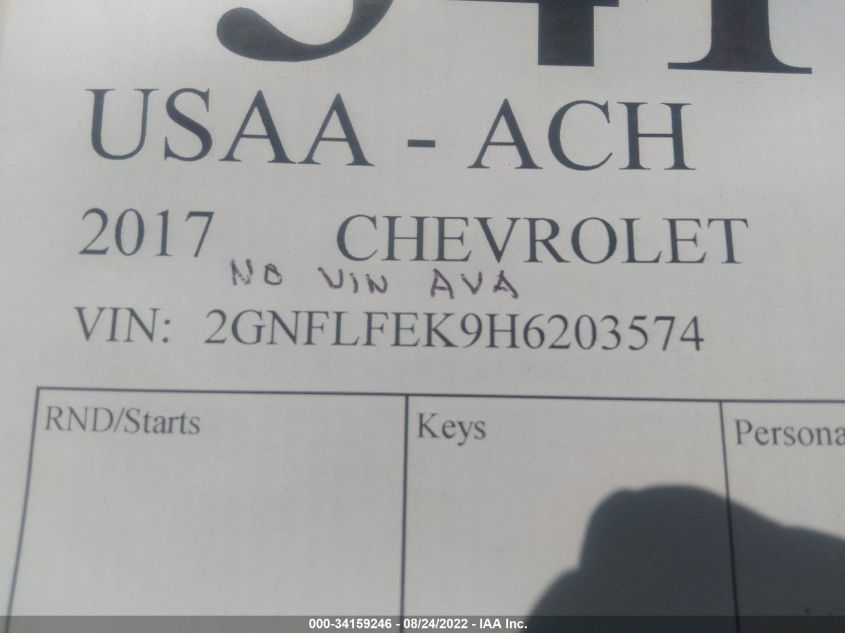 541
USAA - ACH
2017 CHEVROLET
NO VIN AVA
VIN: 2GNFLFEK9H6203574
RND/Starts
Keys
000-34159246 - 08/24/2022 - IAA Inc.